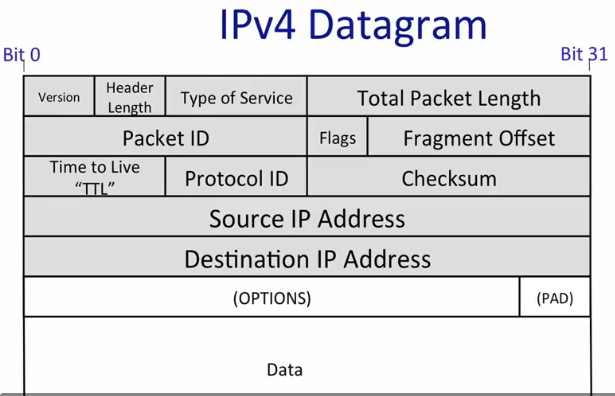 IPv4 Datagram
Bit 0 Bit 31
Version Header Length Type of Service Total Packet Length
Packet ID Flags Fragment Offset
Time to Live “TTL” Protocol ID Checksum
Source IP Address
Destination IP Address
(OPTIONS) (PAD)
Data